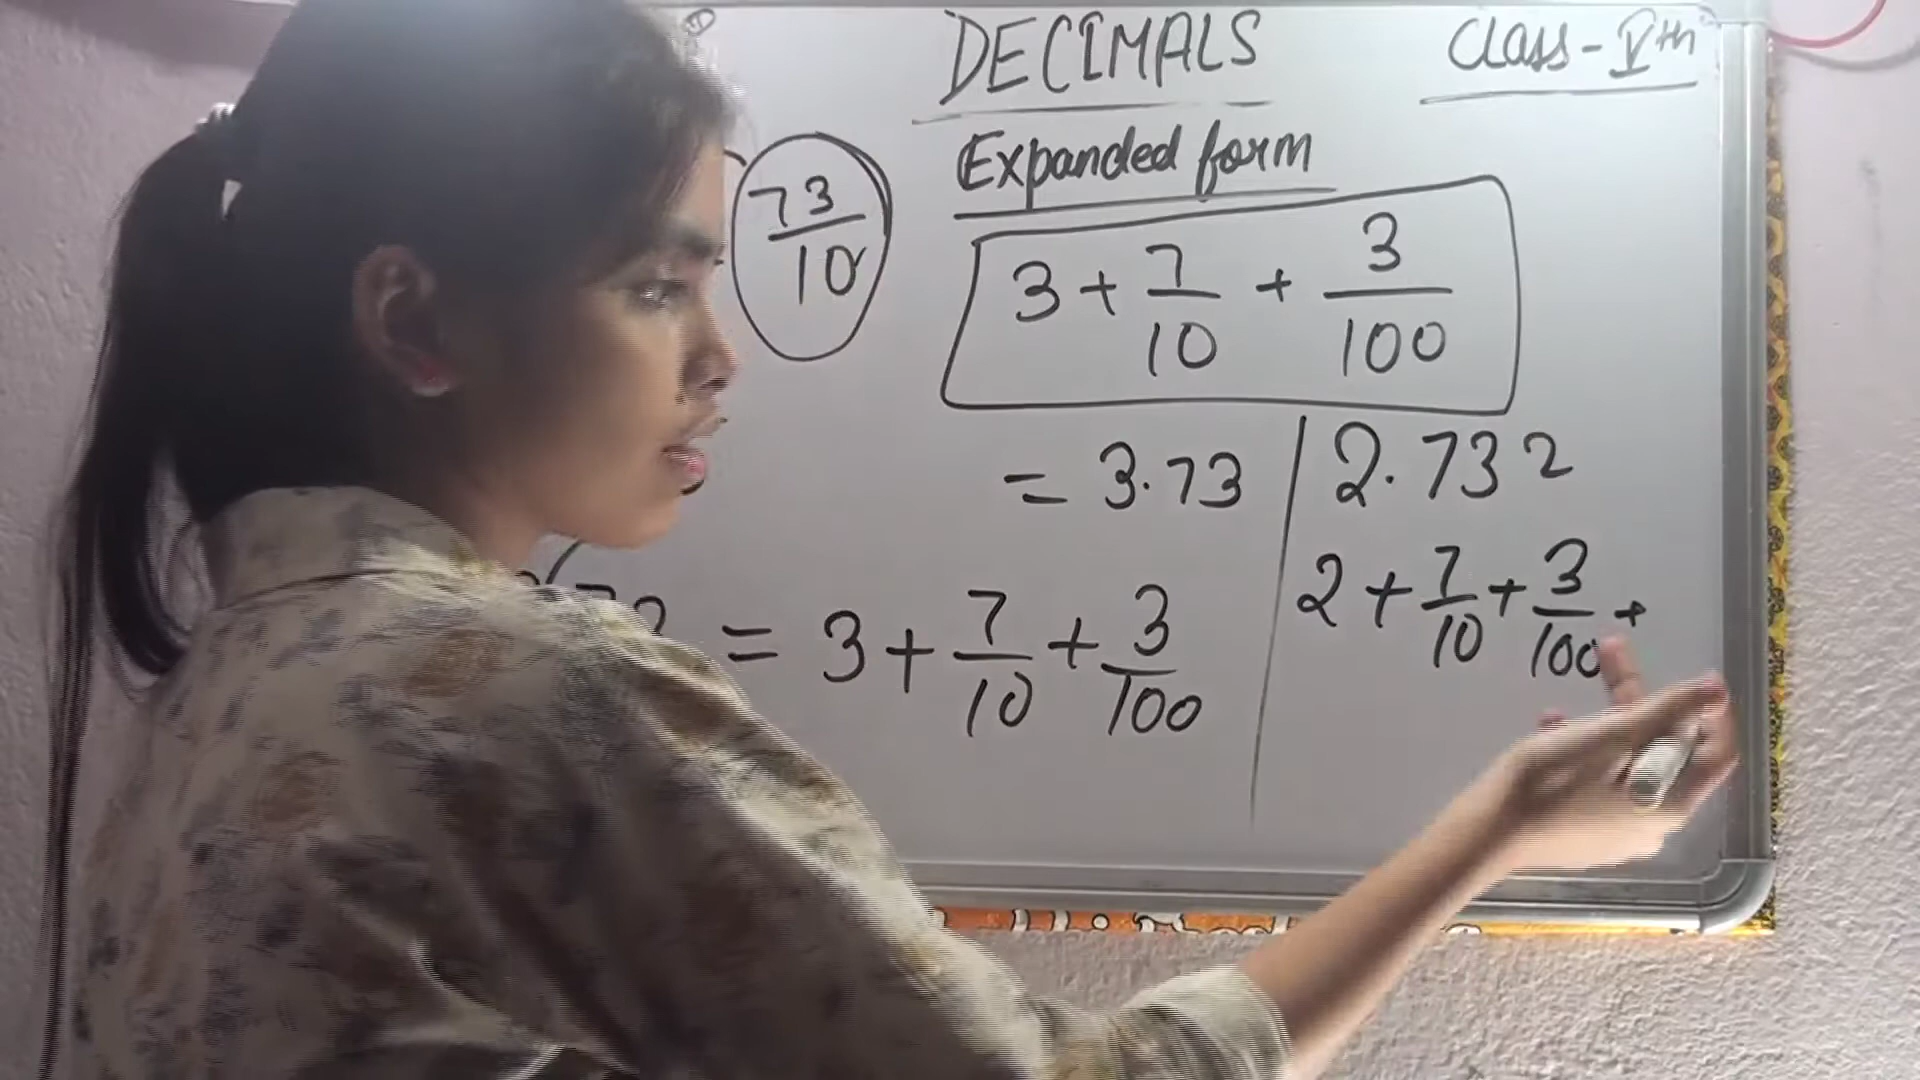 DECIMALS
Class - Vth
Expanded form
73/10
3 + 7/10 + 3/100
= 3.73
2.732
= 3 + 7/10 + 3/100
2 + 7/10 + 3/100 +